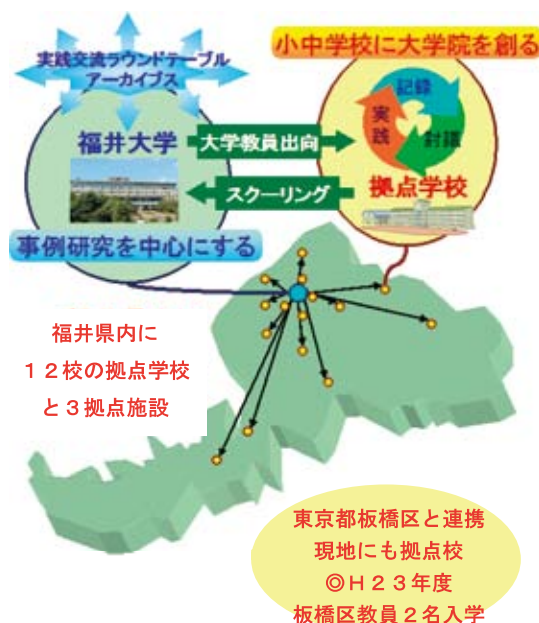 実践交流ラウンドテーブル
アーカイブス
福井大学
事例研究を中心にする
大学教員出向
スクーリング
小中学校に大学院を創る
記録
実践
討議
拠点学校
福井県内に
１２校の拠点学校
と３拠点施設
東京都板橋区と連携
現地にも拠点校
◎Ｈ２３年度
板橋区教員２名入学